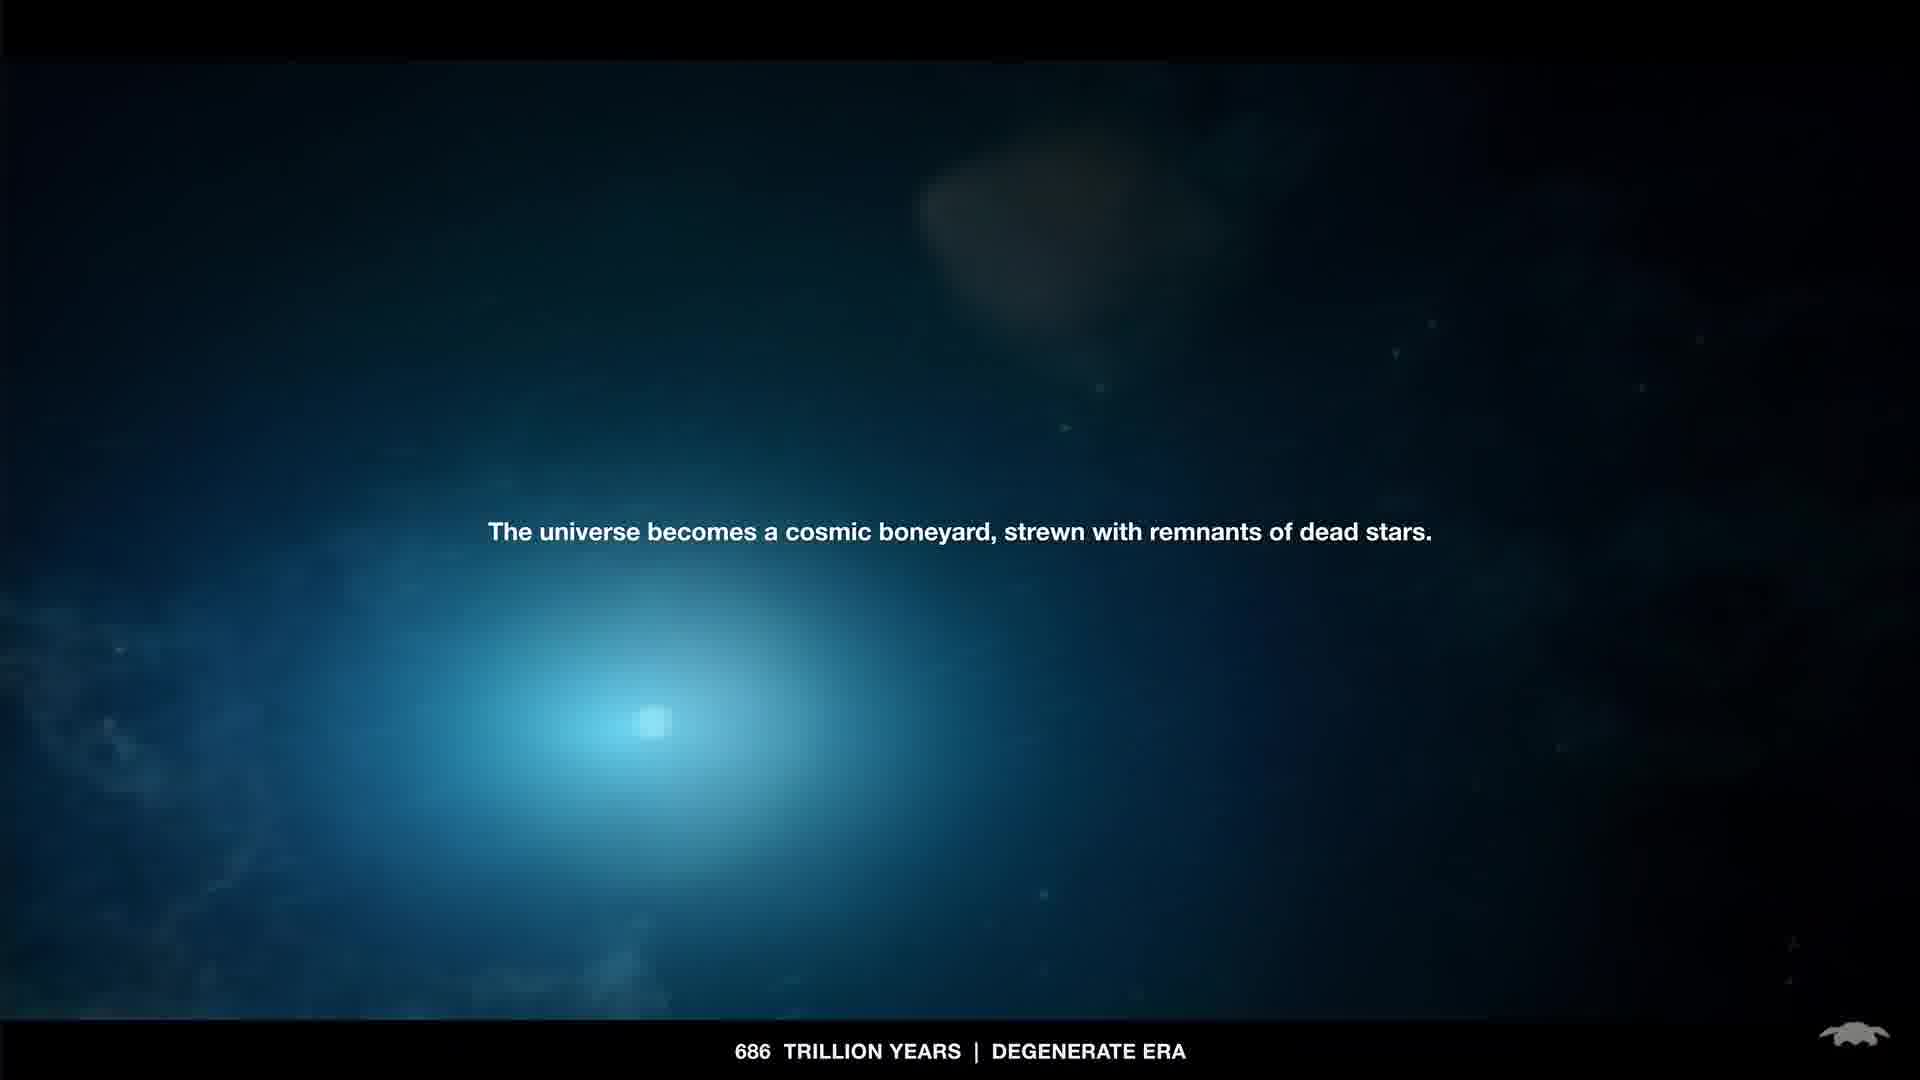 The universe becomes a cosmic boneyard, strewn with remnants of dead stars.
686 TRILLION YEARS | DEGENERATE ERA